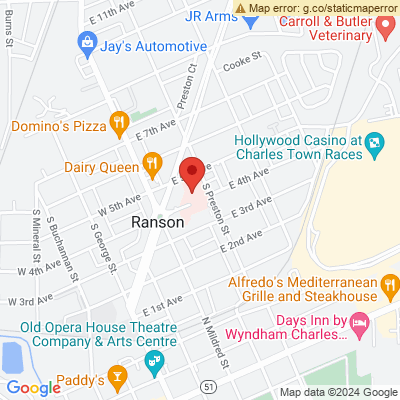 Map error: g.co/staticmaperror
Burns St
E 11th Ave
JR Arms
Carroll & Butler
Veterinary
Jay's Automotive
Cooke St
Preston Ct
Domino's Pizza
E 7th Ave
Hollywood Casino at
Charles Town Races
Dairy Queen
E
Ave
E 4th Ave
S Preston St
W 5th Ave
E 3rd Ave
S Mineral St
Ranson
S Buchannan St
S George St.
E 2nd Ave
W 4th Ave
W 3rd Ave
E 1st Ave
Alfredo's Mediterranean
Grille and Steakhouse
Old Opera House Theatre
Company & Arts Centre
N Mildred St
Days Inn by
Wyndham Charles...
Paddy's
51
Google
Map data ©2024 Google